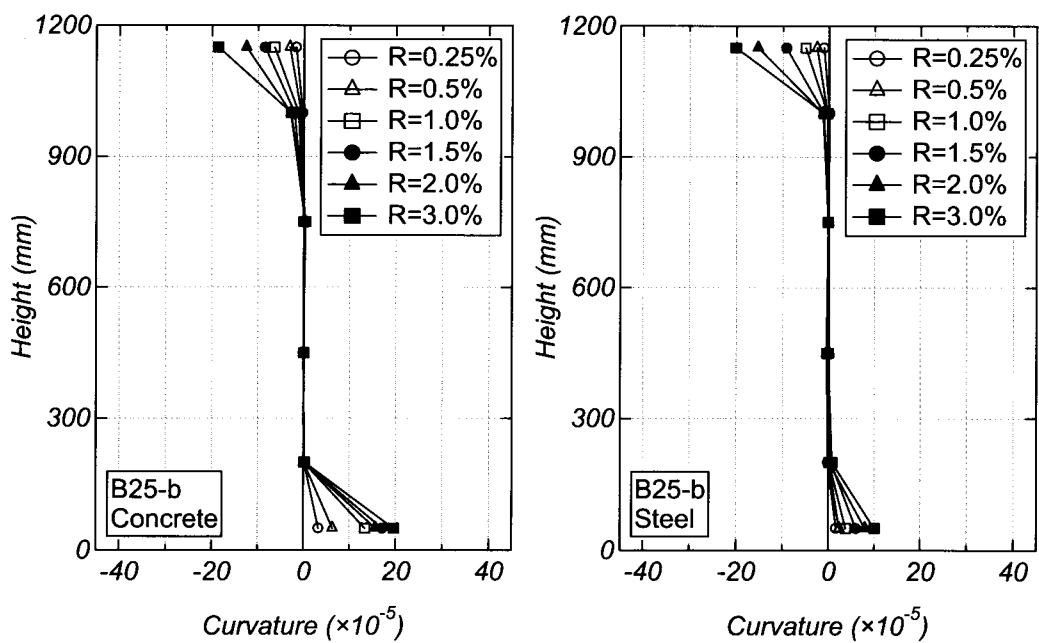 1200
900
600
300
0
Height (mm)
R=0.25%
R=0.5%
R=1.0%
R=1.5%
R=2.0%
R=3.0%
B25-b
Concrete
-40 -20 0 20 40
Curvature (×10⁻⁵)
1200
900
600
300
0
Height (mm)
R=0.25%
R=0.5%
R=1.0%
R=1.5%
R=2.0%
R=3.0%
B25-b
Steel
-40 -20 0 20 40
Curvature (×10⁻⁵)